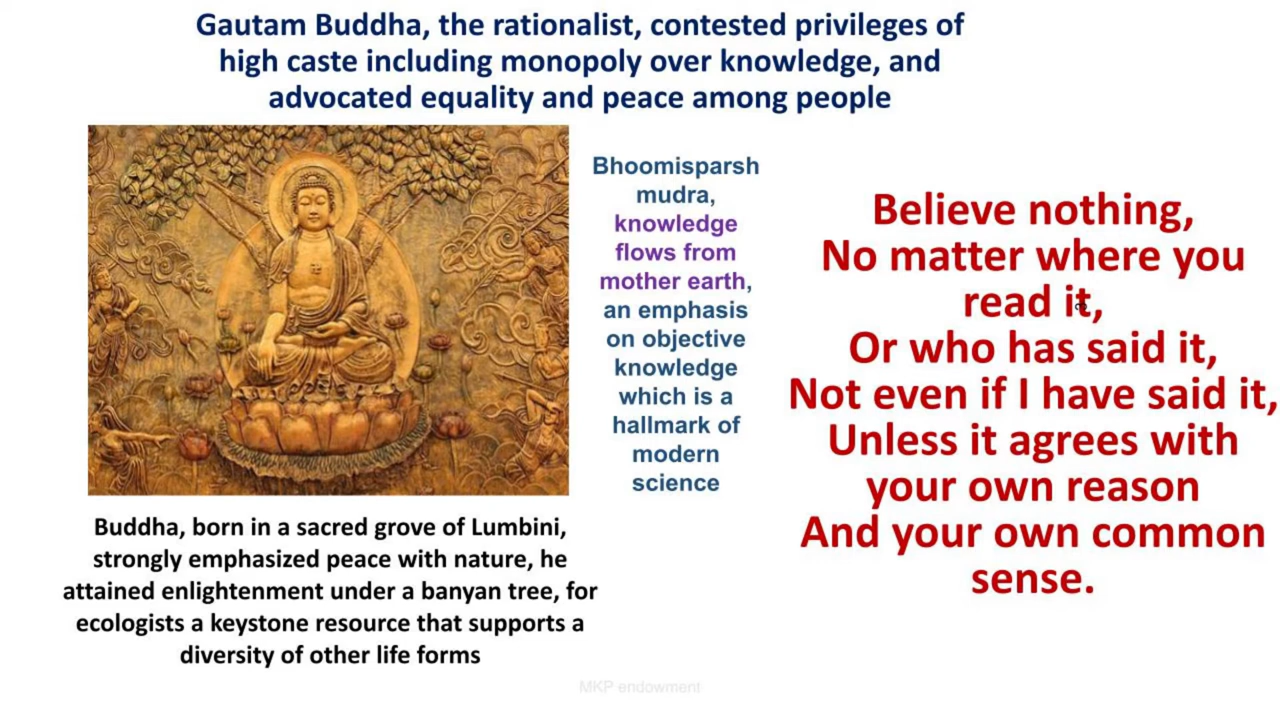 Gautam Buddha, the rationalist, contested privileges of
high caste including monopoly over knowledge, and
advocated equality and peace among people
Bhoomisparsh
mudra,
knowledge
flows from
mother earth,
an emphasis
on objective
knowledge
which is a
hallmark of
modern
science
Believe nothing,
No matter where you
read it,
Or who has said it,
Not even if I have said it,
Unless it agrees with
your own reason
And your own common
sense.
Buddha, born in a sacred grove of Lumbini,
strongly emphasized peace with nature, he
attained enlightenment under a banyan tree, for
ecologists a keystone resource that supports a
diversity of other life forms
MKP endowment